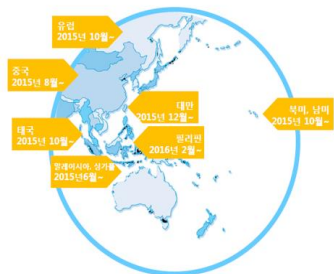 유럽
2015년 10월~
중국
2015년 8월~
대만
2015년 12월~
북미, 남미
2015년 10월~
태국
2015년 10월~
필리핀
2016년 2월~
말레이시아, 싱가폴
2015년6월~